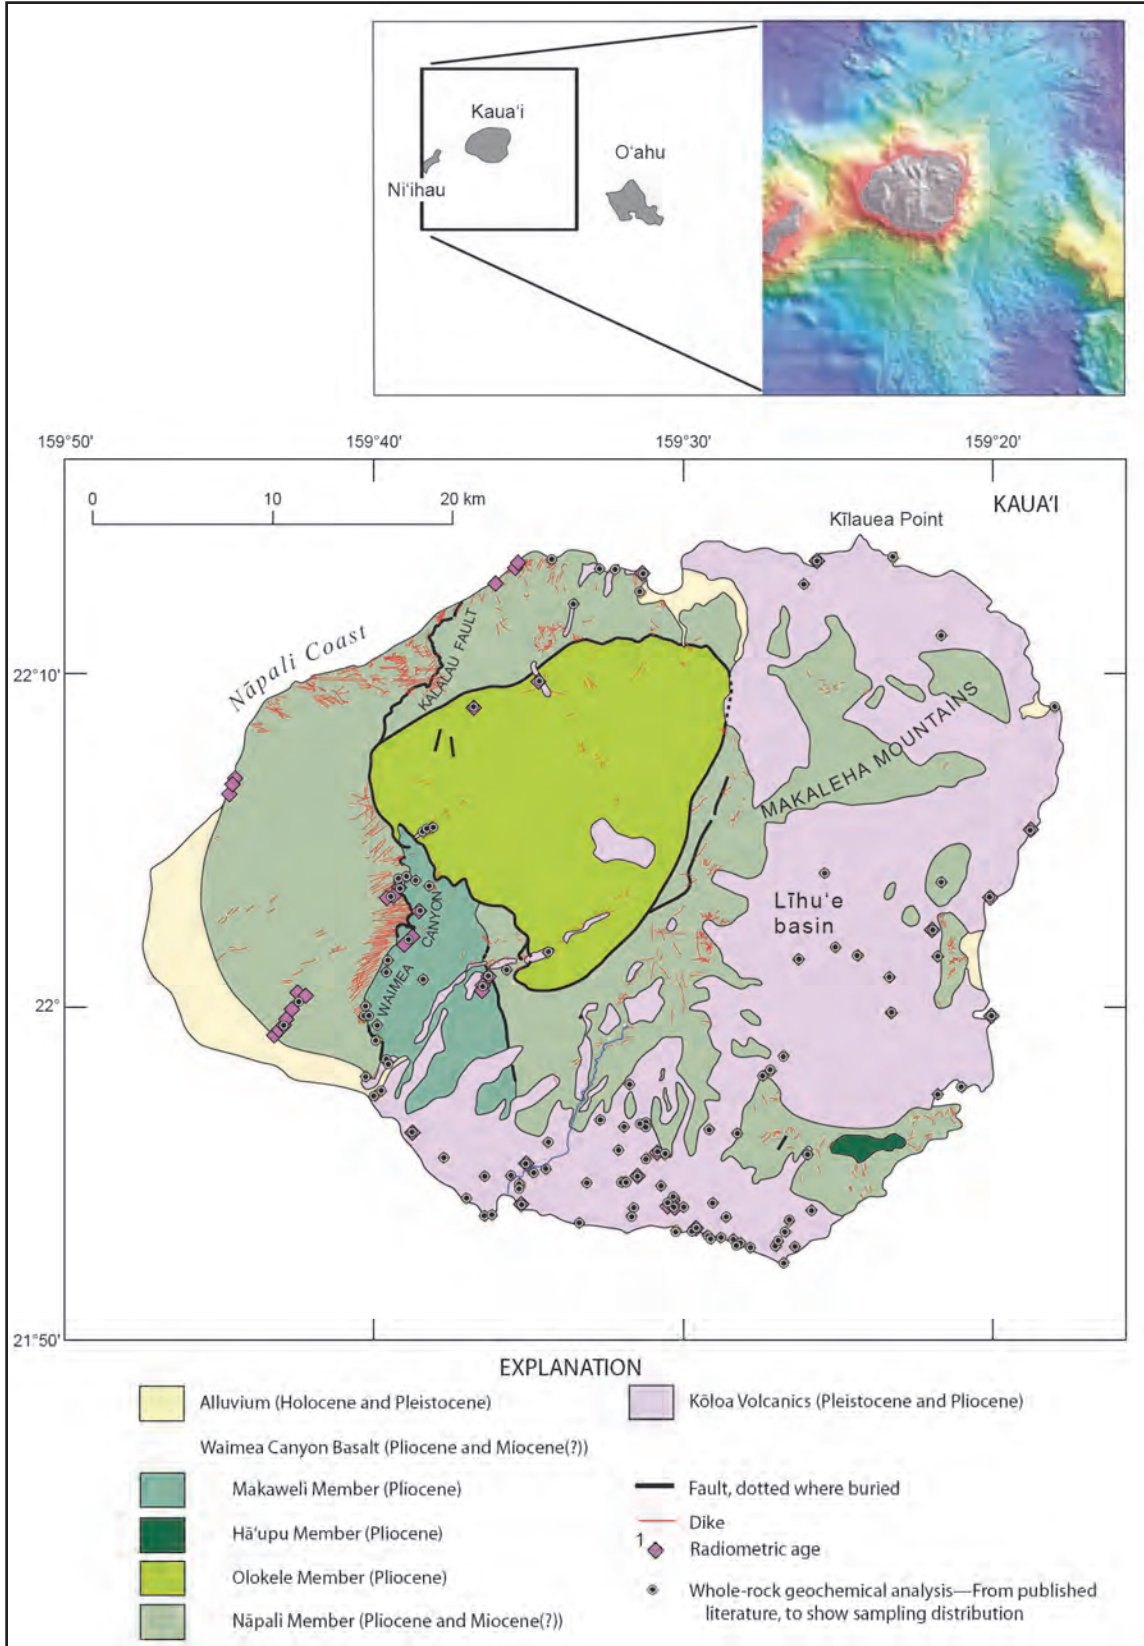 Kaua‘i
Ni‘ihau
O‘ahu
159°50'
159°40'
159°30'
159°20'
0
10
20 km
KAUA‘I
Kīlauea Point
Nāpali Coast
KALALAU FAULT
22°10'
MAKALEHA MOUNTAINS
Līhu‘e
basin
WAIMEA CANYON
22°
21°50'
EXPLANATION
Alluvium (Holocene and Pleistocene)
Waimea Canyon Basalt (Pliocene and Miocene(?))
Makaweli Member (Pliocene)
Hā‘upu Member (Pliocene)
Olokele Member (Pliocene)
Nāpali Member (Pliocene and Miocene(?))
Kōloa Volcanics (Pleistocene and Pliocene)
Fault, dotted where buried
Dike
1
Radiometric age
Whole-rock geochemical analysis—From published
literature, to show sampling distribution